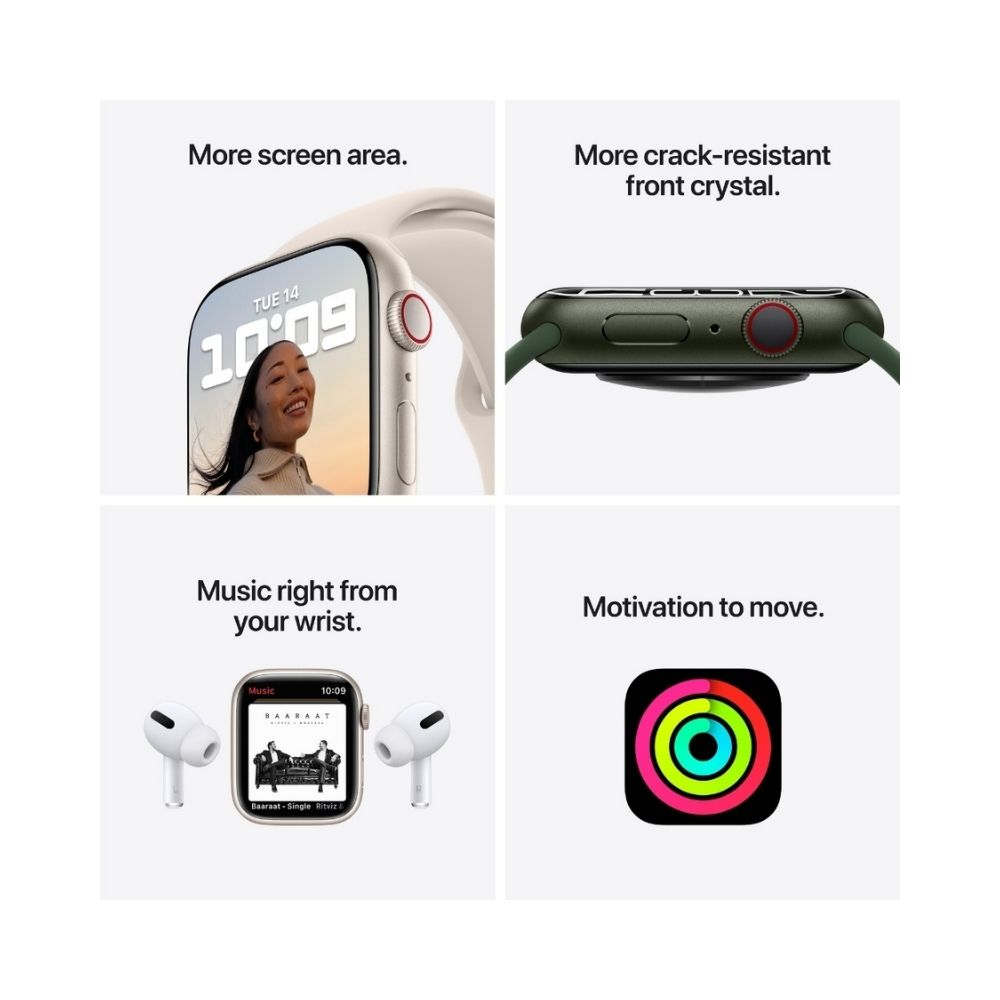 More screen area.
TUE 14
10:09
More crack-resistant
front crystal.
Music right from
your wrist.
Music 10:09
BAARAAT
Baaraat - Single Ritviz &
L
R
Motivation to move.